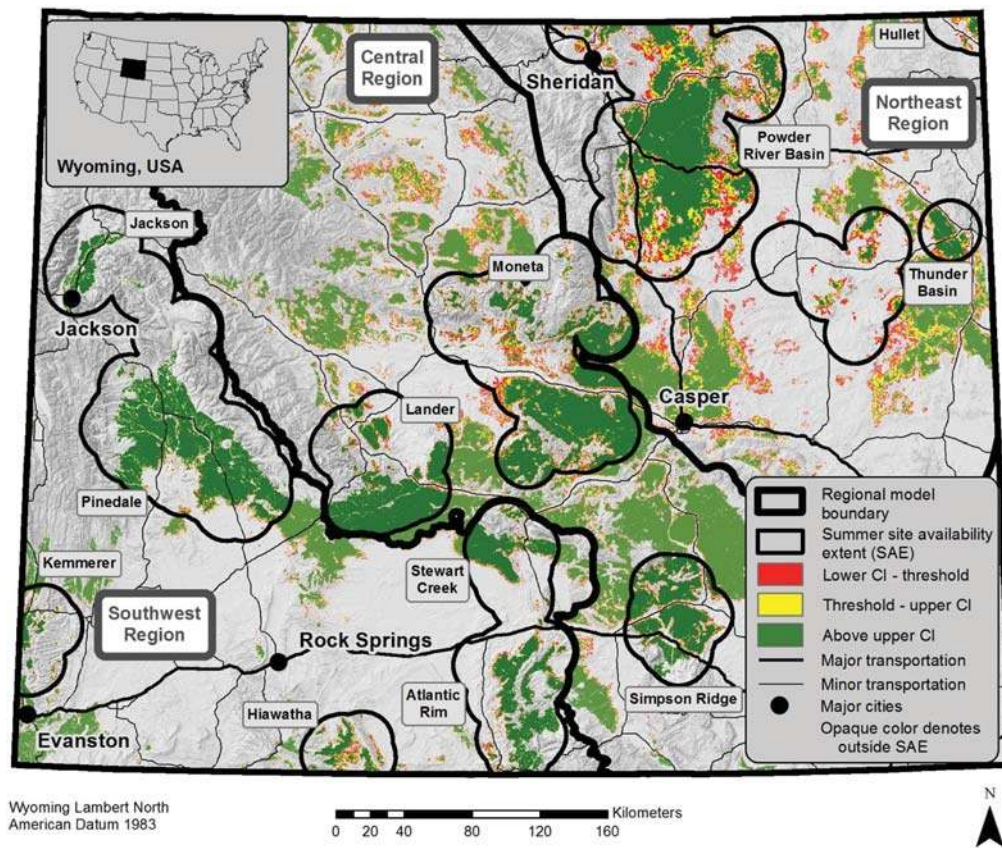 Wyoming, USA
Central
Region
Sheridan
Hullet
Northeast
Region
Powder
River Basin
Jackson
Jackson
Moneta
Thunder
Basin
Casper
Lander
Pinedale
Kemmerer
Stewart
Creek
Southwest
Region
Rock Springs
Evanston
Hiawatha
Atlantic
Rim
Simpson Ridge
Regional model
boundary
Summer site availability
extent (SAE)
Lower CI - threshold
Threshold - upper CI
Above upper CI
Major transportation
Minor transportation
Major cities
Opaque color denotes
outside SAE
Wyoming Lambert North
American Datum 1983
Kilometers
0 10 20 40 80 120 160
N